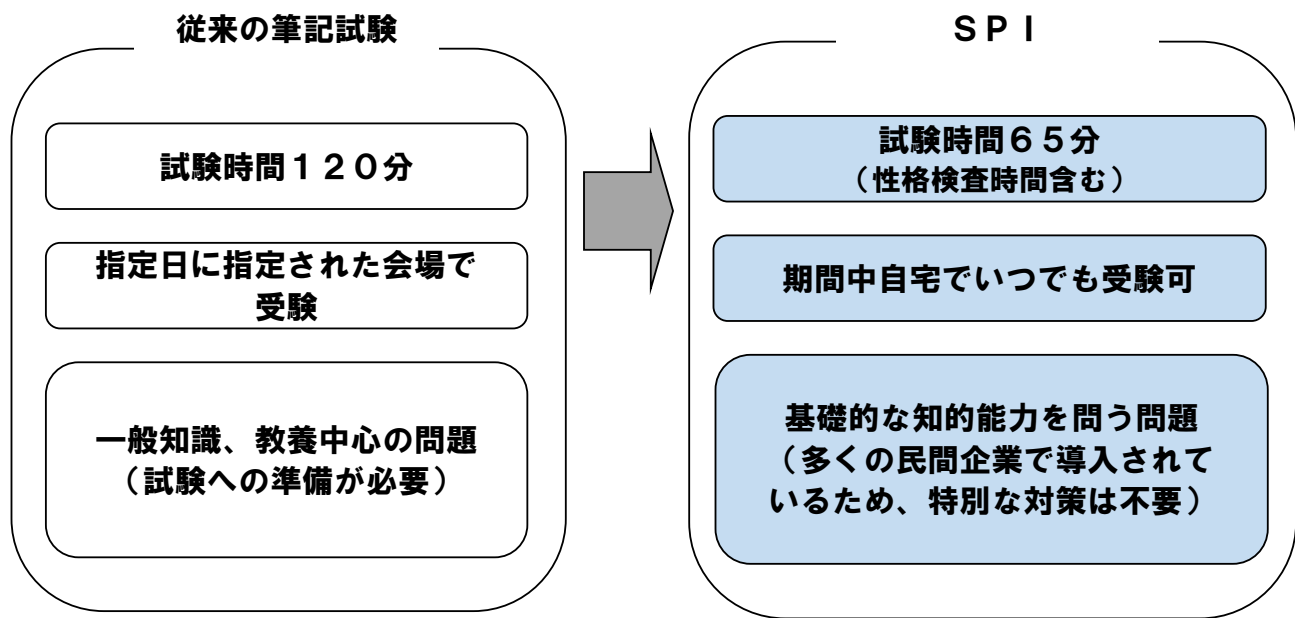 従来の筆記試験
試験時間１２０分
指定日に指定された会場で
受験
一般知識、教養中心の問題
（試験への準備が必要）
ＳＰＩ
試験時間６５分
（性格検査時間含む）
期間中自宅でいつでも受験可
基礎的な知的能力を問う問題
（多くの民間企業で導入されて
いるため、特別な対策は不要）